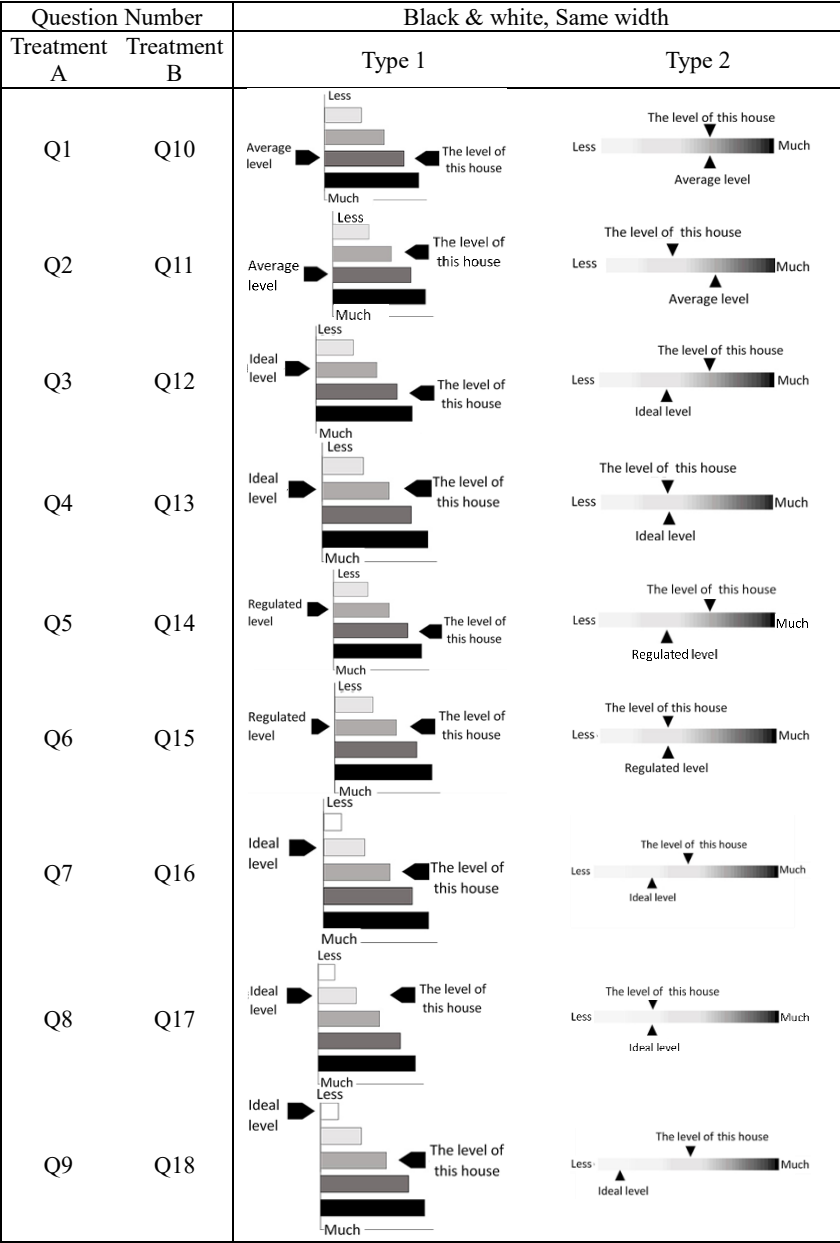 Question Number Black & white, Same width
Treatment A Treatment B Type 1 Type 2
Q1 Q10
Less
Average level
The level of this house
Much
The level of this house
Less Much
Average level
Q2 Q11
Less
The level of this house
Average level
Much
The level of this house
Less Much
Average level
Q3 Q12
Less
Ideal level
The level of this house
Much
The level of this house
Less Much
Ideal level
Q4 Q13
Less
Ideal level
The level of this house
Much
The level of this house
Less Much
Ideal level
Q5 Q14
Less
Regulated level
The level of this house
Much
The level of this house
Less Much
Regulated level
Q6 Q15
Less
Regulated level
The level of this house
Much
The level of this house
Less Much
Regulated level
Q7 Q16
Less
Ideal level
The level of this house
Much
The level of this house
Less Much
Ideal level
Q8 Q17
Less
Ideal level
The level of this house
Much
The level of this house
Less Much
Ideal level
Q9 Q18
Less
Ideal level
The level of this house
Much
The level of this house
Less Much
Ideal level